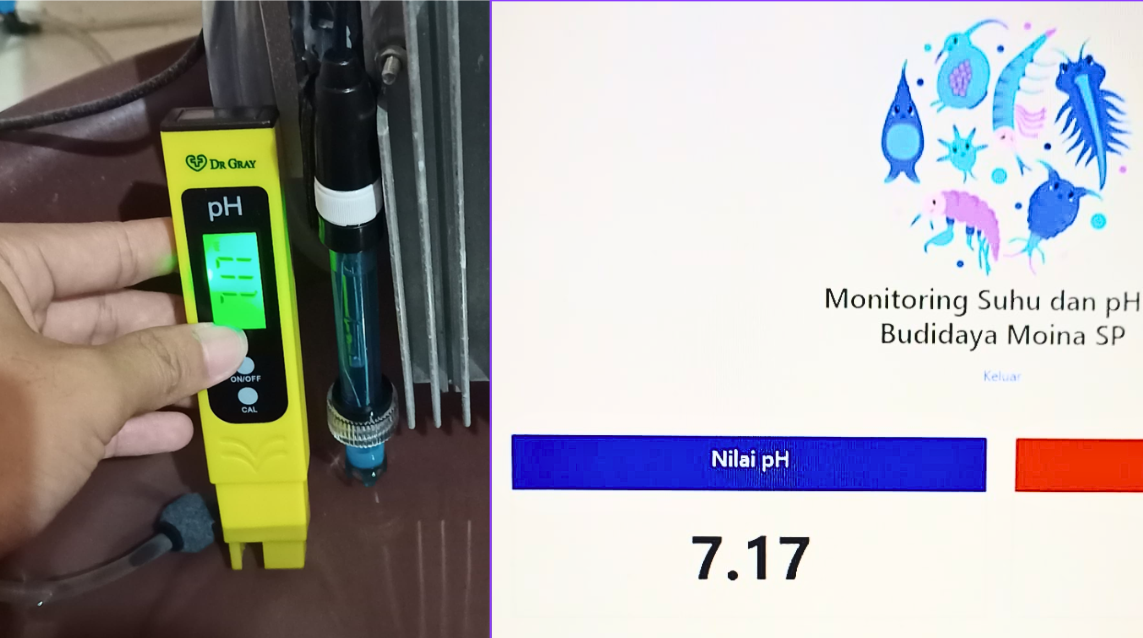 DR GRAY
pH
ON/OFF
CAL
Monitoring Suhu dan pH
Budidaya Moina SP
Keluar
Nilai pH
7.17